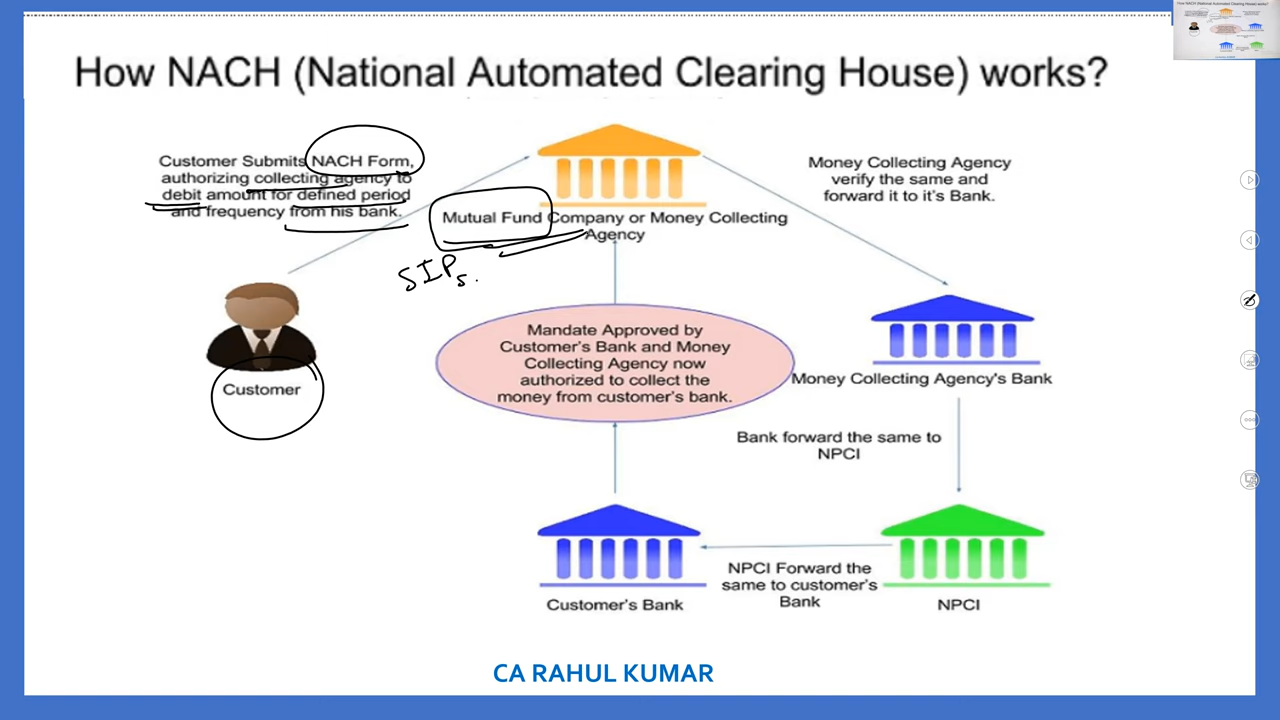 How NACH (National Automated Clearing House) works?
Customer Submits NACH Form,
authorizing collecting agency to
debit amount for defined period
and frequency from his bank.
Mutual Fund Company or Money Collecting
Agency
SIPs.
Money Collecting Agency
verify the same and
forward it to it's Bank.
Customer
Mandate Approved by
Customer's Bank and Money
Collecting Agency now
authorized to collect the
money from customer's bank.
Money Collecting Agency's Bank
Bank forward the same to
NPCI
NPCI Forward the
same to customer's
Bank
Customer's Bank
NPCI
CA RAHUL KUMAR